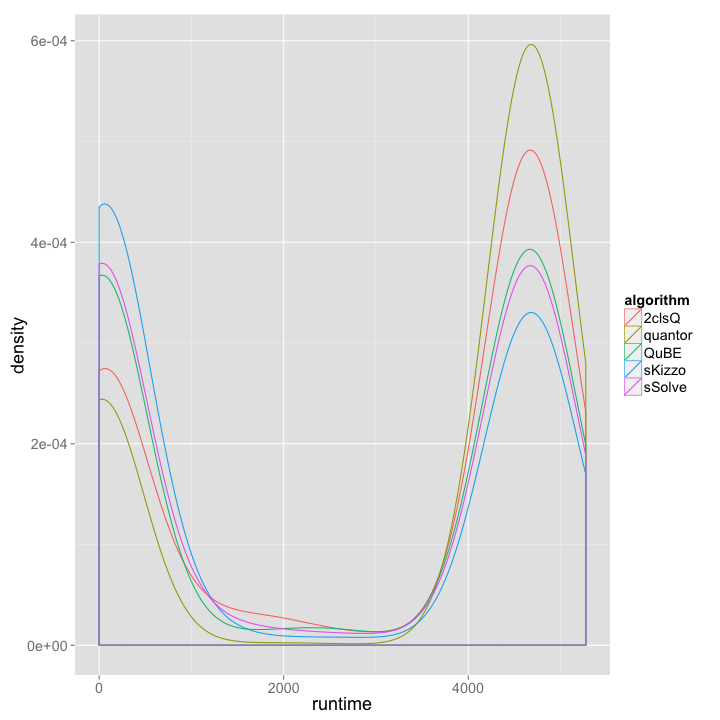 6e-04
4e-04
2e-04
0e+00
density
0
2000
4000
runtime
algorithm
2clsQ
quantor
QuBE
sKizzo
sSolve